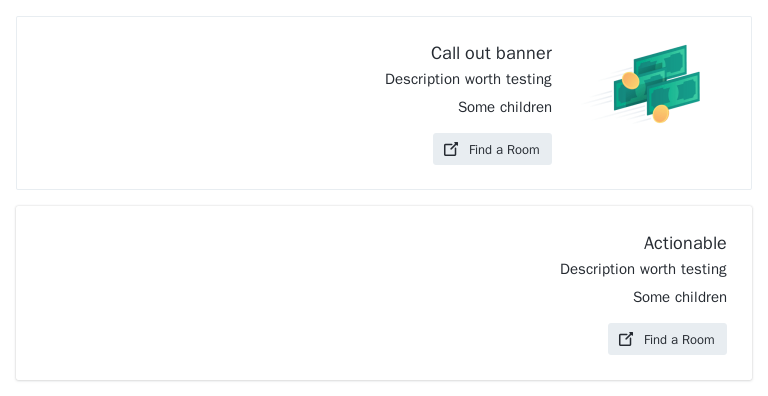 Call out banner
Description worth testing
Some children
Find a Room
Actionable
Description worth testing
Some children
Find a Room